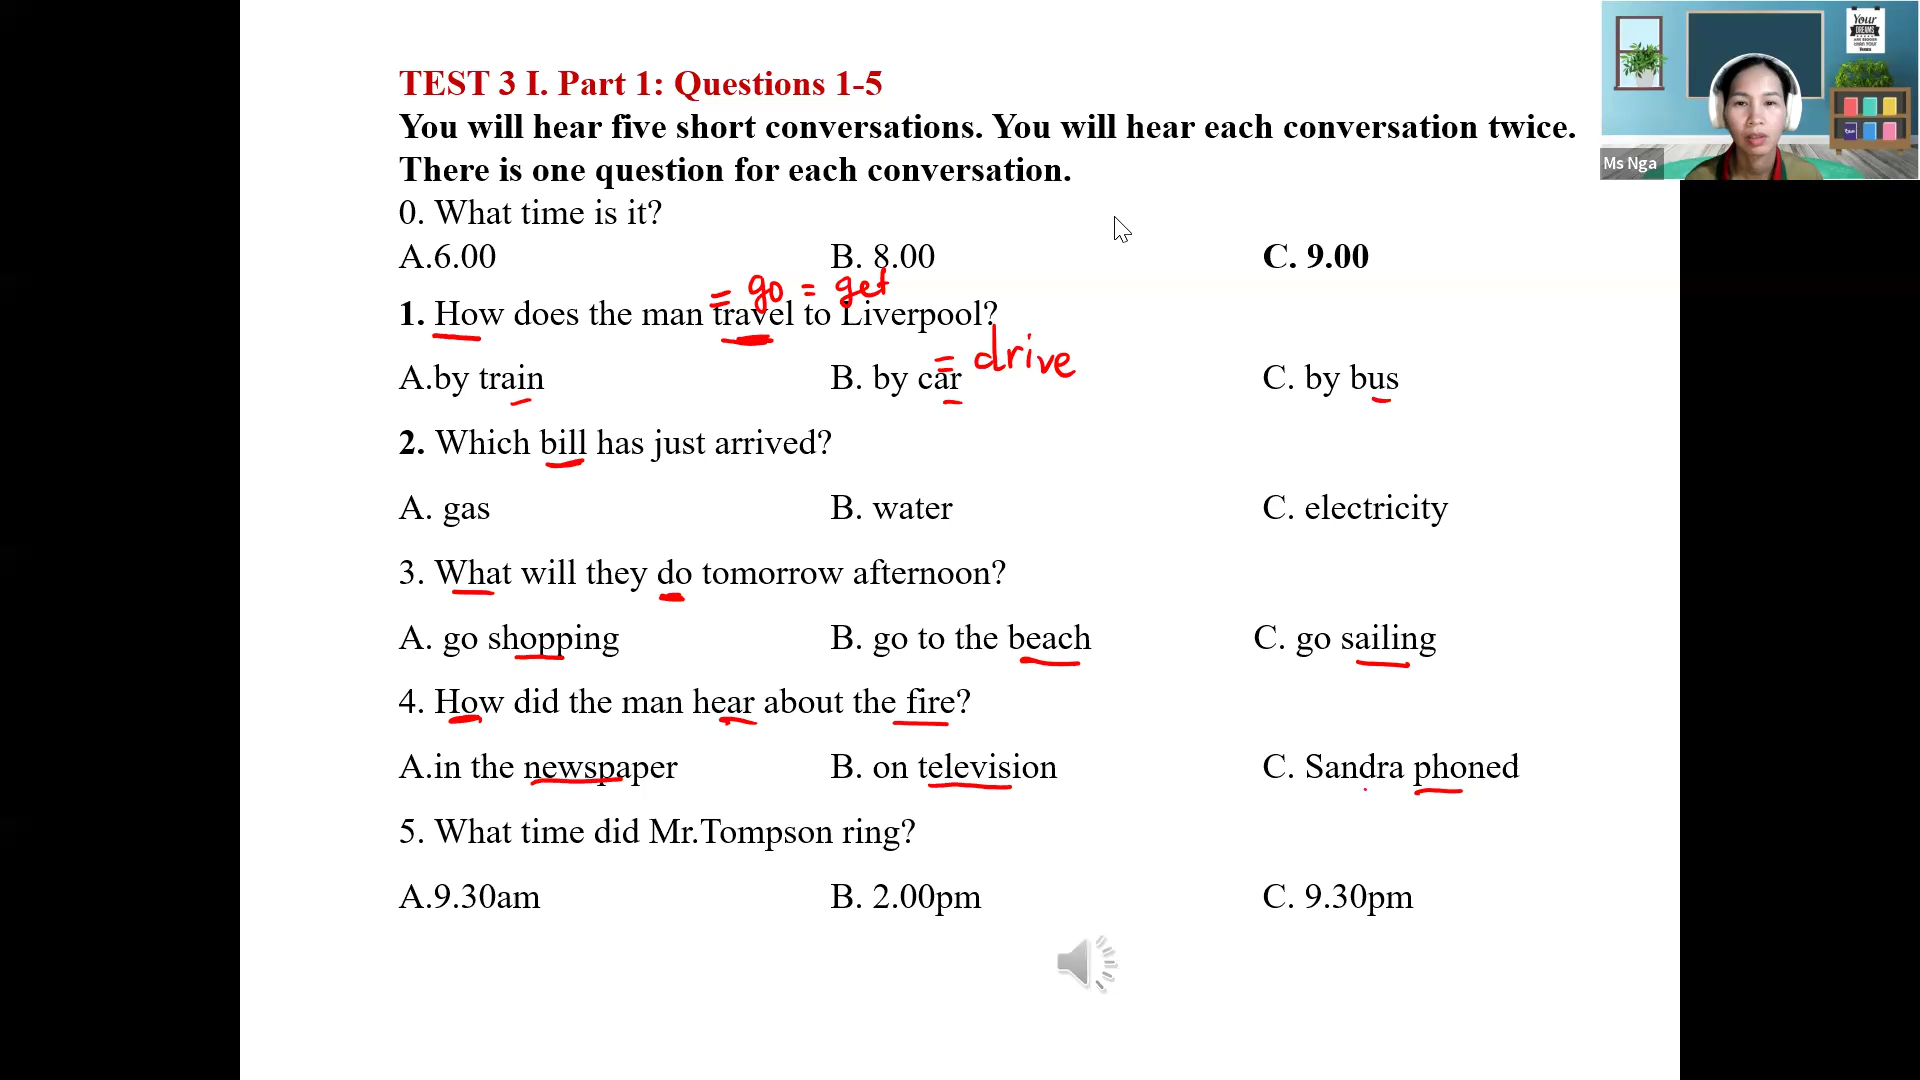 TEST 3 I. Part 1: Questions 1-5
You will hear five short conversations. You will hear each conversation twice.
There is one question for each conversation.
0. What time is it?
A.6.00 B. 8.00 C. 9.00
= go = get
1. How does the man travel to Liverpool?
= drive
A.by train B. by car C. by bus
2. Which bill has just arrived?
A. gas B. water C. electricity
3. What will they do tomorrow afternoon?
A. go shopping B. go to the beach C. go sailing
4. How did the man hear about the fire?
A.in the newspaper B. on television C. Sandra phoned
5. What time did Mr.Tompson ring?
A.9.30am B. 2.00pm C. 9.30pm
Your
DREAMS
Ms Nga